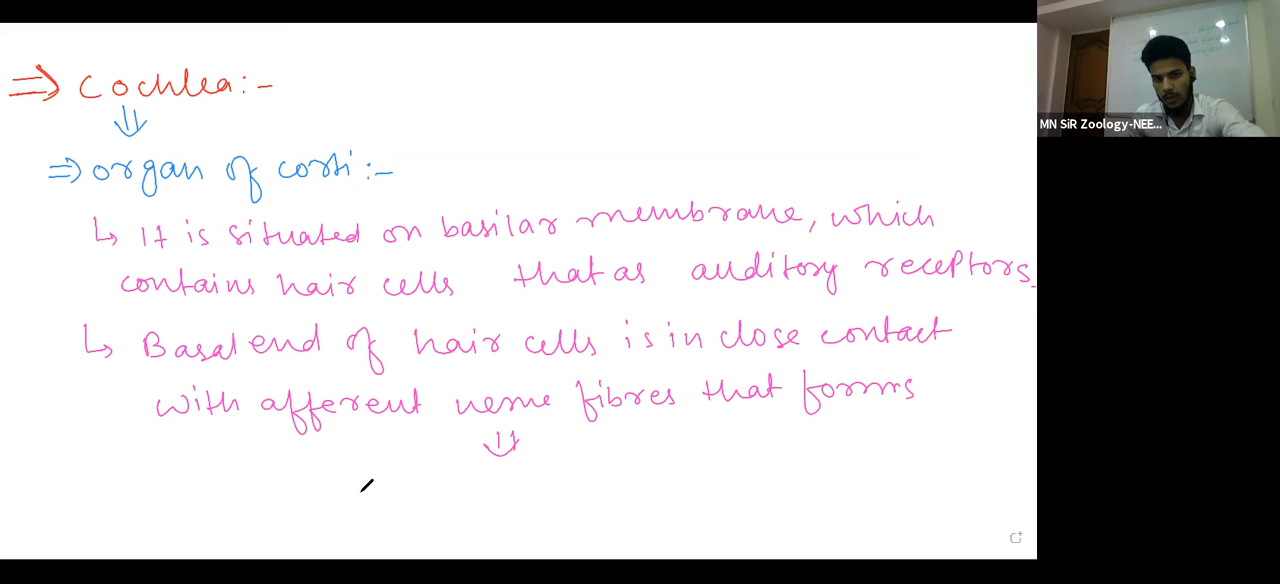 ⇒ Cochlea:-
⇓
⇒ organ of corti :-
↳ It is situated on basilar membrane, which
contains hair cells that as auditory receptors.
↳ Basal end of hair cells is in close contact
with afferent nerve fibres that forms
⇓
MN SiR Zoology-NEE...